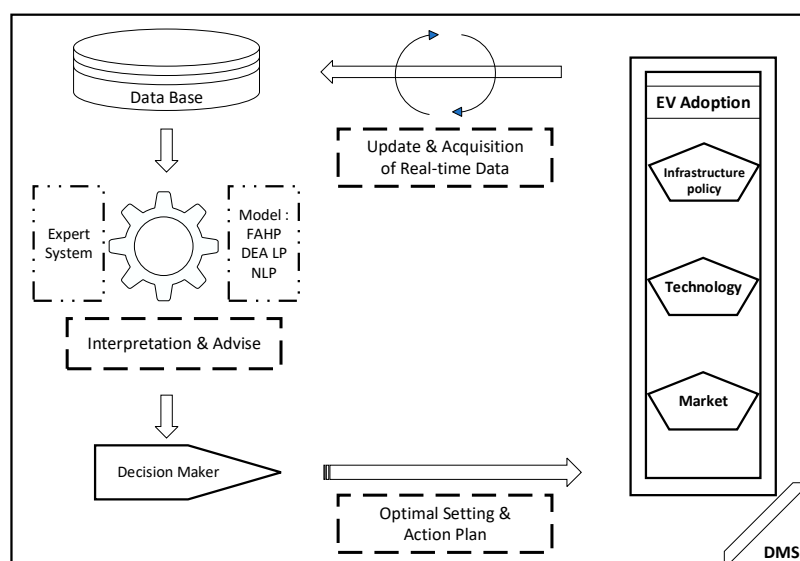 Data Base
Update & Acquisition
of Real-time Data
EV Adoption
Infrastructure
policy
Technology
Market
Expert
System
Model :
FAHP
DEA LP
NLP
Interpretation & Advise
Decision Maker
Optimal Setting &
Action Plan
DMS